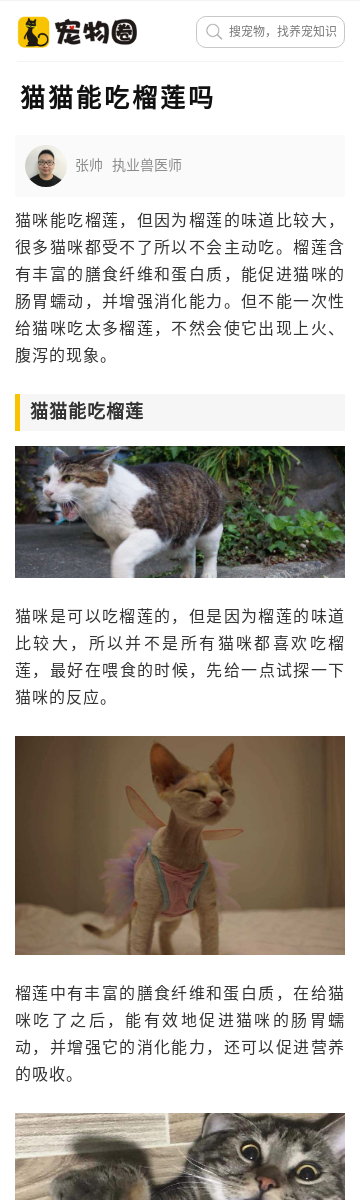 宠物圈
搜宠物，找养宠知识
猫猫能吃榴莲吗
张帅 执业兽医师
猫咪能吃榴莲，但因为榴莲的味道比较大，
很多猫咪都受不了所以不会主动吃。榴莲含
有丰富的膳食纤维和蛋白质，能促进猫咪的
肠胃蠕动，并增强消化能力。但不能一次性
给猫咪吃太多榴莲，不然会使它出现上火、
腹泻的现象。
猫猫能吃榴莲
猫咪是可以吃榴莲的，但是因为榴莲的味道
比较大，所以并不是所有猫咪都喜欢吃榴
莲，最好在喂食的时候，先给一点试探一下
猫咪的反应。
榴莲中有丰富的膳食纤维和蛋白质，在给猫
咪吃了之后，能有效地促进猫咪的肠胃蠕
动，并增强它的消化能力，还可以促进营养
的吸收。